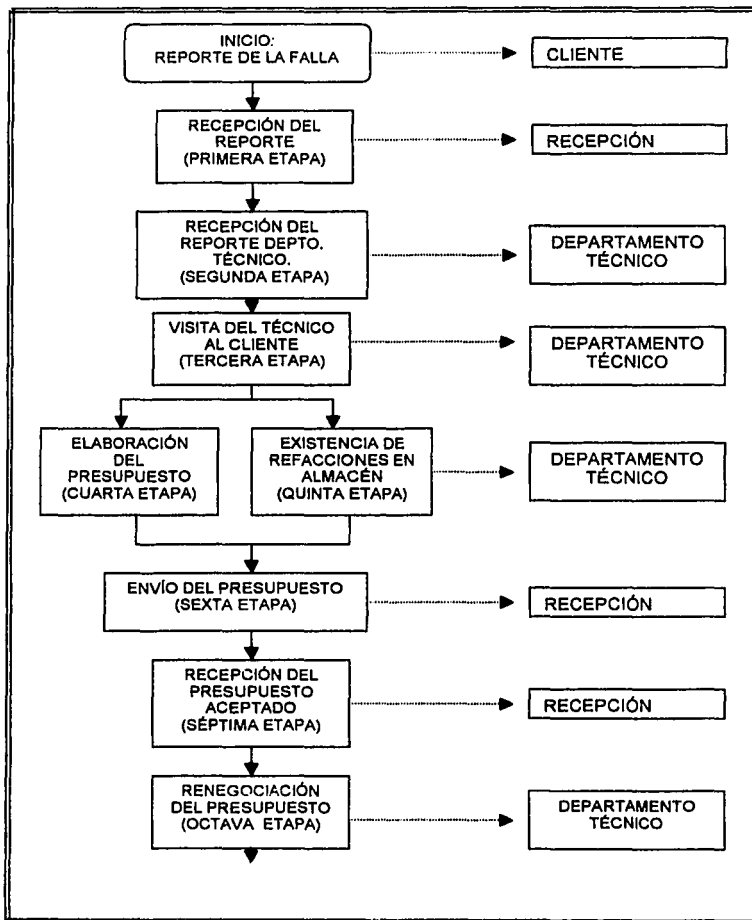 INICIO:
REPORTE DE LA FALLA
CLIENTE
RECEPCIÓN DEL
REPORTE
(PRIMERA ETAPA)
RECEPCIÓN
RECEPCIÓN DEL
REPORTE DEPTO.
TÉCNICO.
(SEGUNDA ETAPA)
DEPARTAMENTO
TÉCNICO
VISITA DEL TÉCNICO
AL CLIENTE
(TERCERA ETAPA)
DEPARTAMENTO
TÉCNICO
ELABORACIÓN
DEL
PRESUPUESTO
(CUARTA ETAPA)
EXISTENCIA DE
REFACCIONES EN
ALMACÉN
(QUINTA ETAPA)
DEPARTAMENTO
TÉCNICO
ENVÍO DEL PRESUPUESTO
(SEXTA ETAPA)
RECEPCIÓN
RECEPCIÓN DEL
PRESUPUESTO
ACEPTADO
(SÉPTIMA ETAPA)
RECEPCIÓN
RENEGOCIACIÓN
DEL PRESUPUESTO
(OCTAVA ETAPA)
DEPARTAMENTO
TÉCNICO